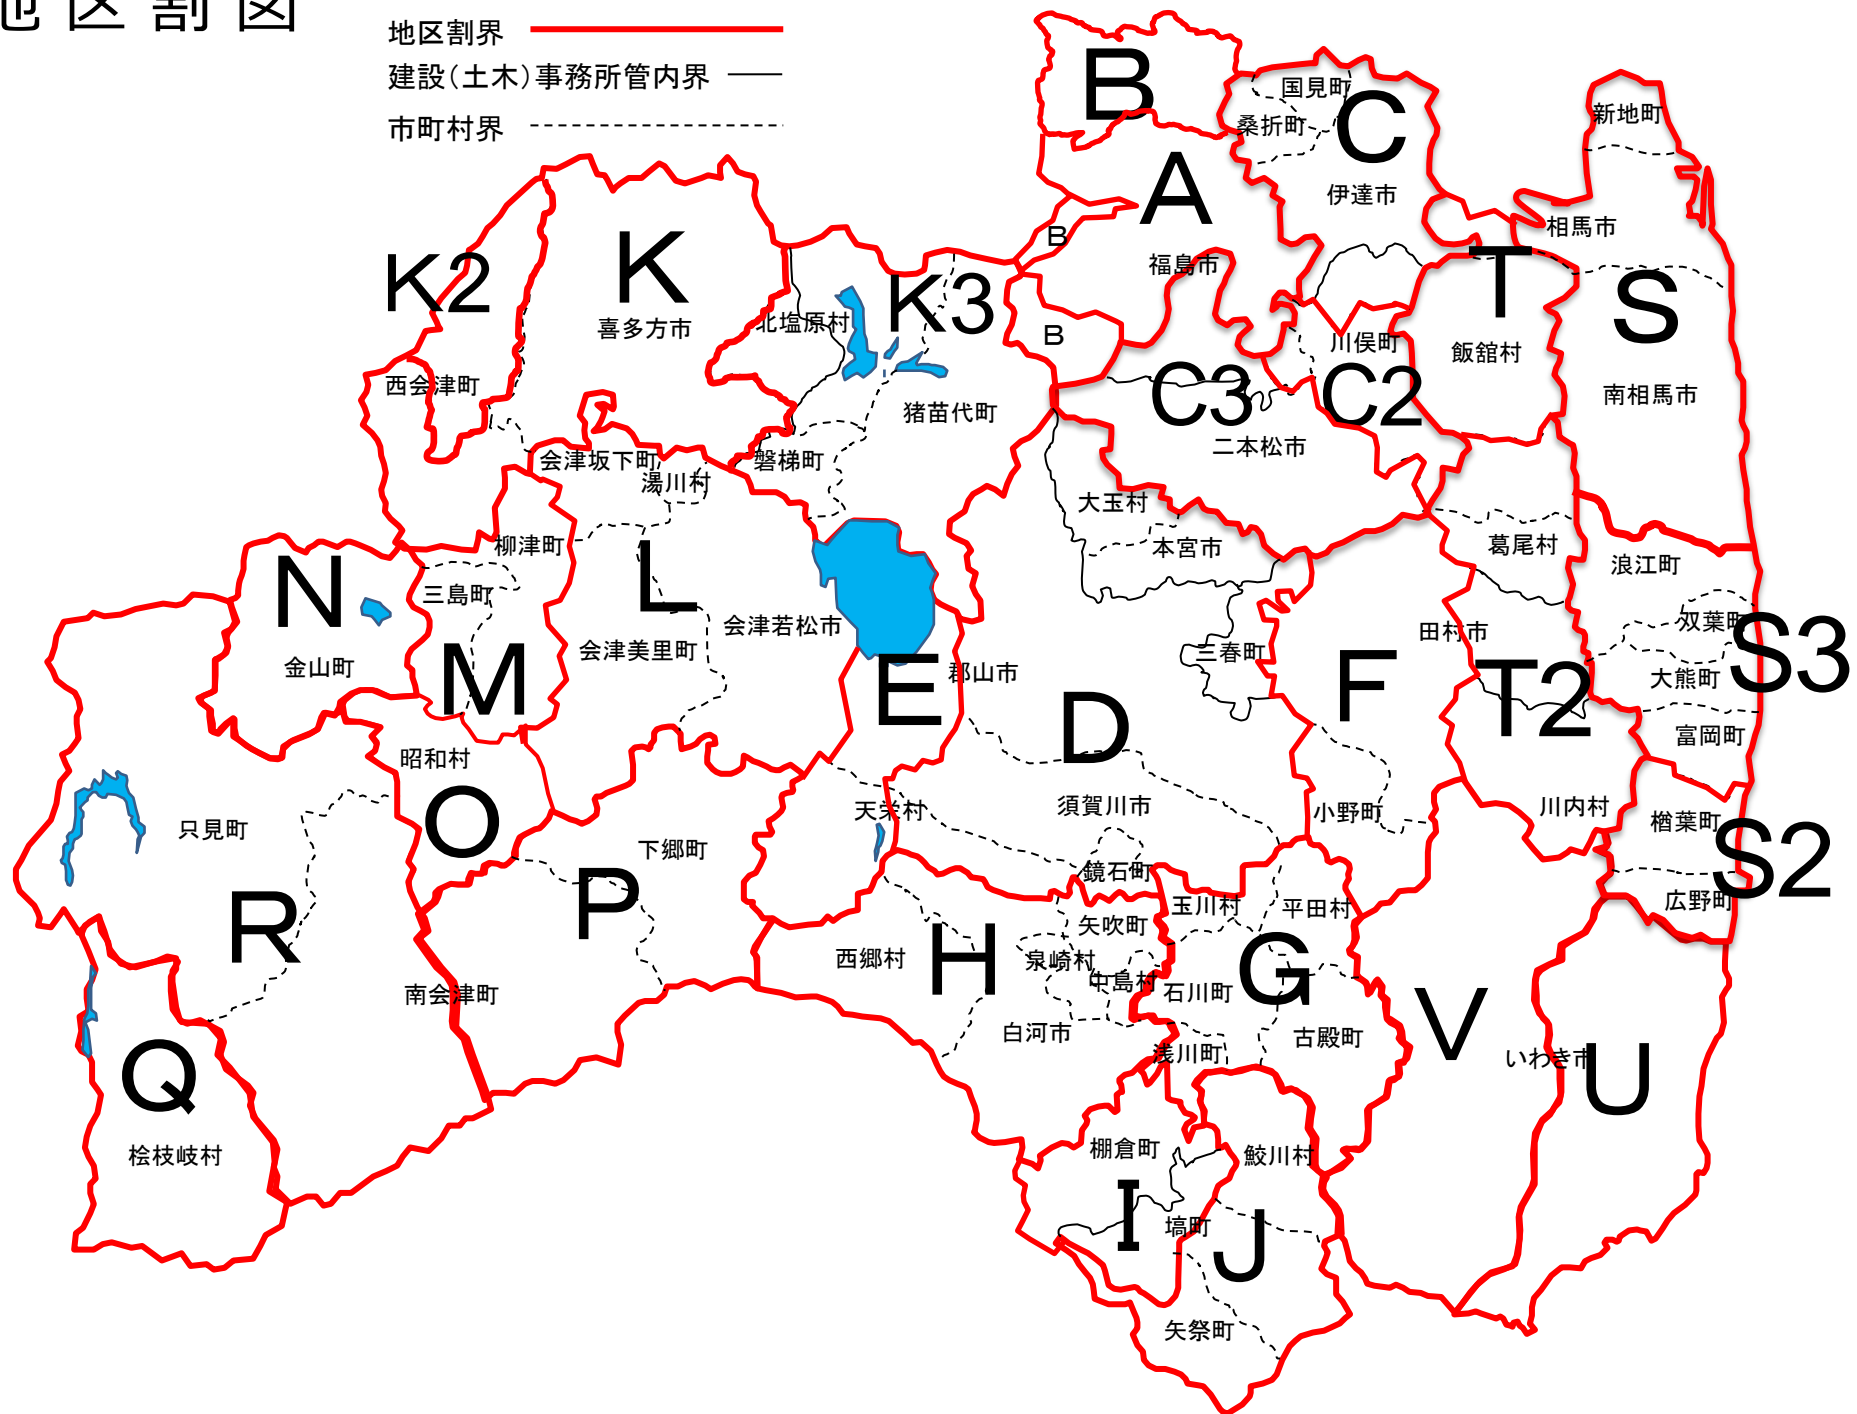 地区割図
地区割界
建設(土木)事務所管内界
市町村界
B
国見町
C
桑折町
新地町
A
伊達市
相馬市
B
K2
K
K3
福島市
T
S
喜多方市
北塩原村
B
川俣町
飯舘村
西会津町
猪苗代町
C3
C2
南相馬市
二本松市
会津坂下町
湯川村
磐梯町
大玉村
柳津町
本宮市
葛尾村
浪江町
N
三島町
L
双葉町
S3
会津若松市
会津美里町
三春町
田村市
金山町
M
E
郡山市
F
T2
大熊町
D
富岡町
昭和村
O
天栄村
須賀川市
小野町
川内村
楢葉町
S2
只見町
下郷町
鏡石町
R
P
玉川村
平田村
広野町
矢吹町
西郷村
H
泉崎村
中島村
G
南会津町
石川町
白河市
古殿町
V
浅川町
いわき市
U
Q
桧枝岐村
棚倉町
鮫川村
I
塙町
J
矢祭町